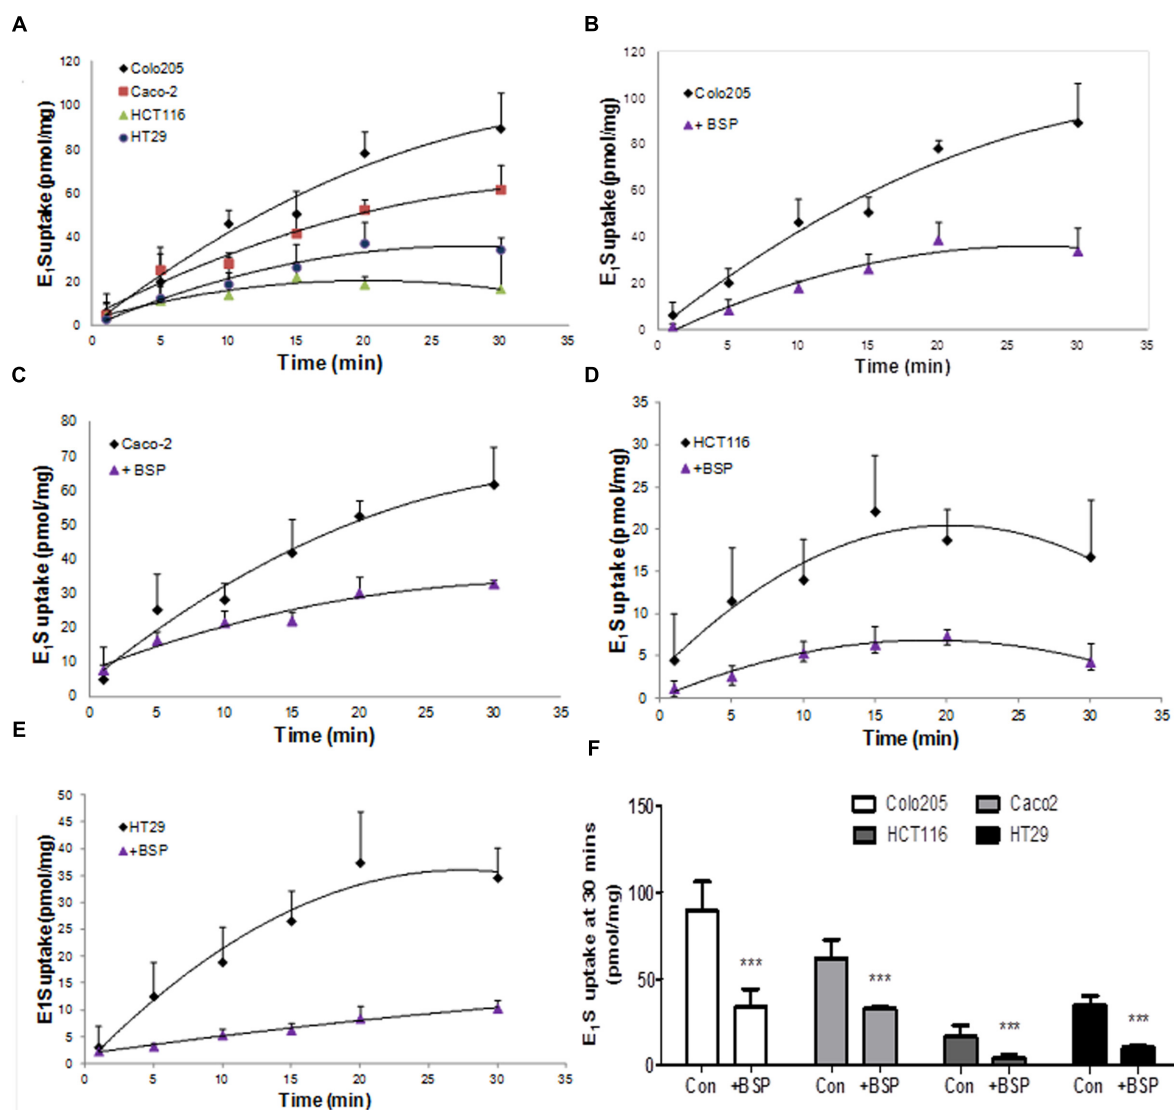 A
E₁S uptake (pmol/mg)
120
100
80
60
40
20
0
Colo205
Caco-2
HCT116
HT29
0 5 10 15 20 25 30 35
Time (min)
B
E₁S uptake (pmol/mg)
120
100
80
60
40
20
0
Colo205
+ BSP
0 5 10 15 20 25 30 35
Time (min)
C
E₁S uptake (pmol/mg)
80
70
60
50
40
30
20
10
0
Caco-2
+ BSP
0 5 10 15 20 25 30 35
Time (min)
D
E₁S uptake (pmol/mg)
35
30
25
20
15
10
5
0
HCT116
+BSP
0 5 10 15 20 25 30 35
Time (min)
E
E1S uptake (pmol/mg)
50
45
40
35
30
25
20
15
10
5
0
HT29
+BSP
0 5 10 15 20 25 30 35
Time (min)
F
E₁S uptake at 30 mins
(pmol/mg)
150
100
50
0
Colo205 Caco2
HCT116 HT29
*** *** *** ***
Con +BSP Con +BSP Con +BSP Con +BSP